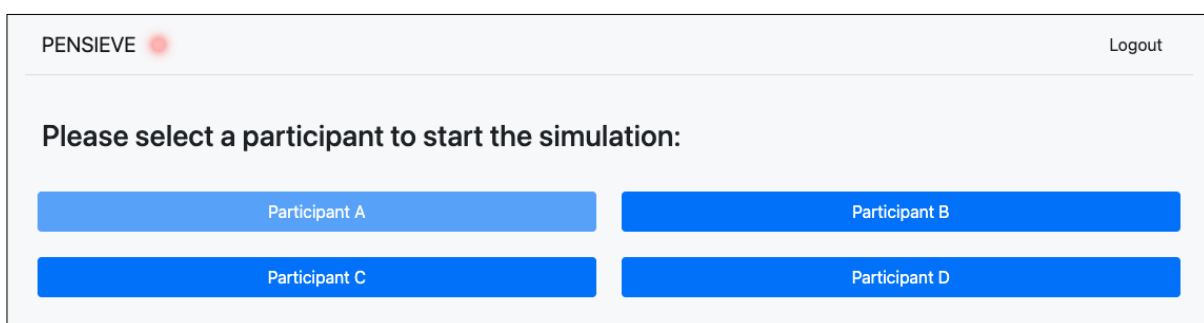 PENSIEVE Logout
Please select a participant to start the simulation:
Participant A Participant B
Participant C Participant D